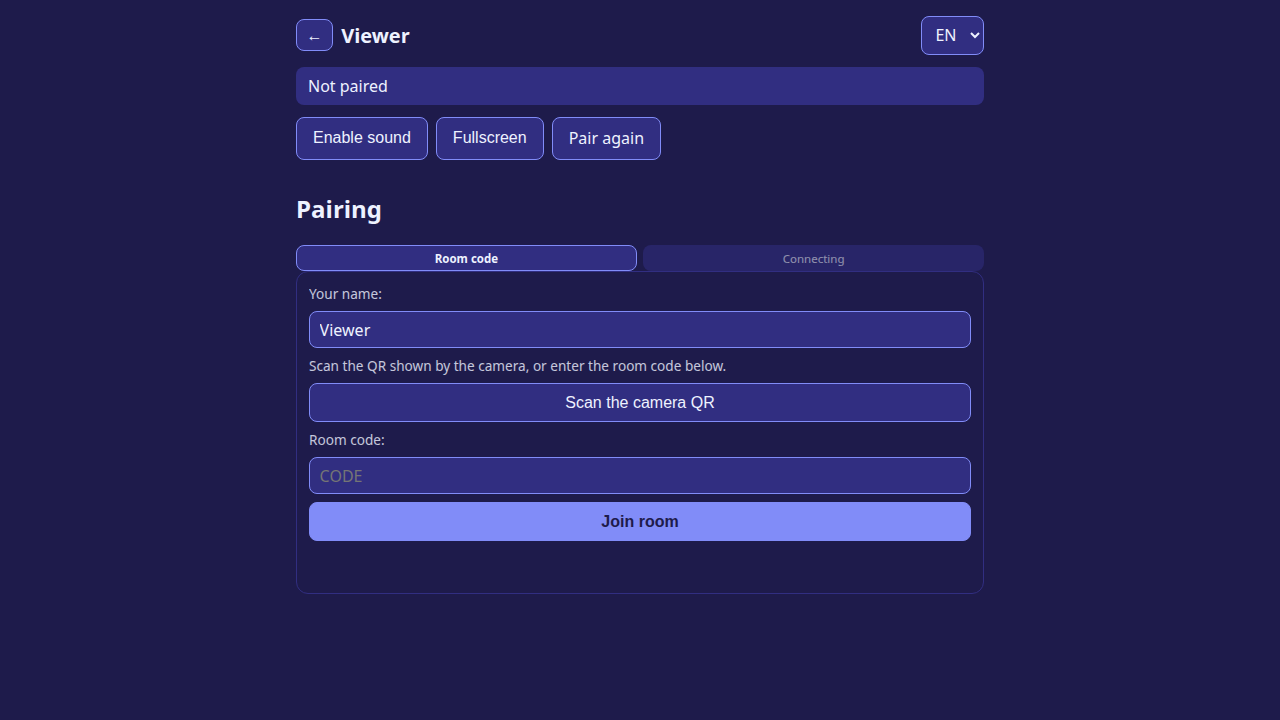 ← Viewer EN
Not paired
Enable sound Fullscreen Pair again
Pairing
Room code Connecting
Your name:
Viewer
Scan the QR shown by the camera, or enter the room code below.
Scan the camera QR
Room code:
CODE
Join room